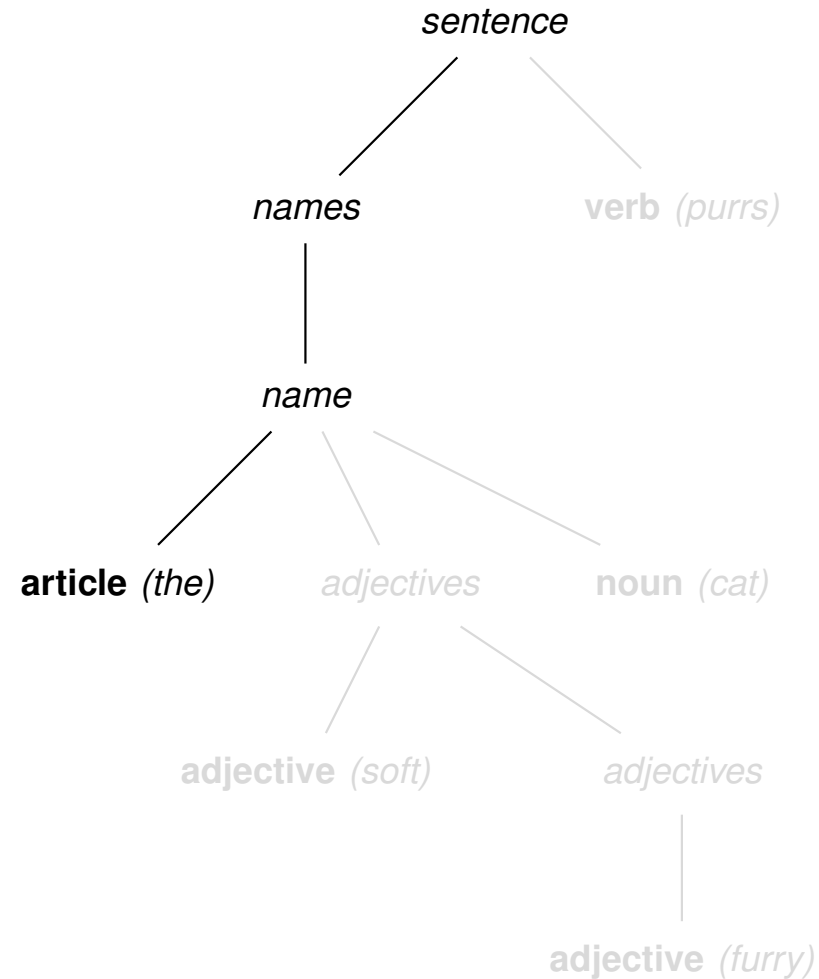 sentence
names verb (purrs)
name
article (the) adjectives noun (cat)
adjective (soft) adjectives
adjective (furry)